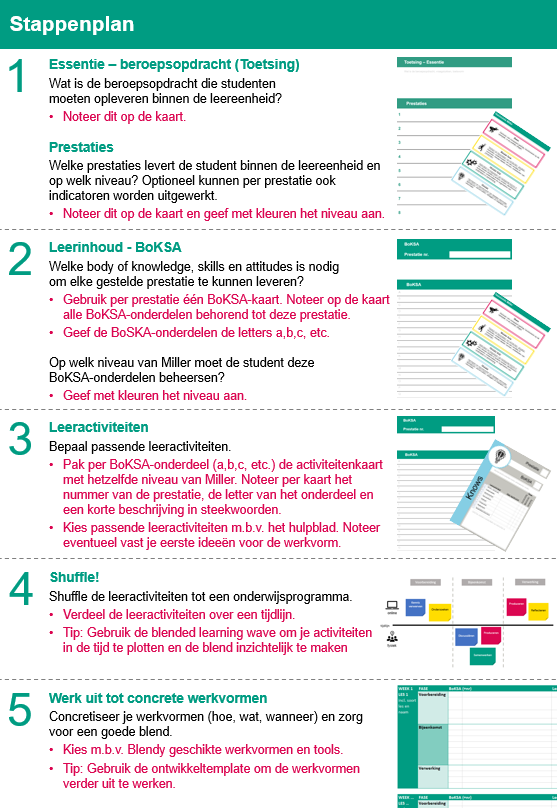 Stappenplan
1
Essentie – beroepsopdracht (Toetsing)
Wat is de beroepsopdracht die studenten
moeten opleveren binnen de leereenheid?
• Noteer dit op de kaart.
Prestaties
Welke prestaties levert de student binnen de leereenheid en
op welk niveau? Optioneel kunnen per prestatie ook
indicatoren worden uitgewerkt.
• Noteer dit op de kaart en geef met kleuren het niveau aan.
Toetsing – Essentie
Prestaties
2
Leerinhoud - BoKSA
Welke body of knowledge, skills en attitudes is nodig
om elke gestelde prestatie te kunnen leveren?
• Gebruik per prestatie één BoKSA-kaart. Noteer op de kaart
alle BoKSA-onderdelen behorend tot deze prestatie.
• Geef de BoSKA-onderdelen de letters a,b,c, etc.
Op welk niveau van Miller moet de student deze
BoKSA-onderdelen beheersen?
• Geef met kleuren het niveau aan.
BoKSA
Prestatie nr.
BoKSA
3
Leeractiviteiten
Bepaal passende leeractiviteiten.
• Pak per BoKSA-onderdeel (a,b,c, etc.) de activiteitenkaart
met hetzelfde niveau van Miller. Noteer per kaart het
nummer van de prestatie, de letter van het onderdeel en
een korte beschrijving in steekwoorden.
• Kies passende leeractiviteiten m.b.v. het hulpblad. Noteer
eventueel vast je eerste ideeën voor de werkvorm.
BoKSA
Prestatie nr.
BoKSA
Knows
Prestatie
BoKSA
4
Shuffle!
Shuffle de leeractiviteiten tot een onderwijsprogramma.
• Verdeel de leeractiviteiten over een tijdlijn.
• Tip: Gebruik de blended learning wave om je activiteiten
in de tijd te plotten en de blend inzichtelijk te maken
5
Werk uit tot concrete werkvormen
Concretiseer je werkvormen (hoe, wat, wanneer) en zorg
voor een goede blend.
• Kies m.b.v. Blendy geschikte werkvormen en tools.
• Tip: Gebruik de ontwikkeltemplate om de werkvormen
verder uit te werken.
WEEK 1 FASE BoKSA (+nr)
LES 1 Voorbereiding
Bijeenkomst
Verwerking
WEEK ... FASE BoKSA (+nr)
LES ... Voorbereiding